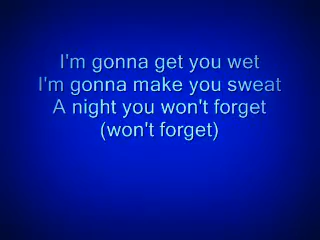 I'm gonna get you wet
I'm gonna make you sweat
A night you won't forget
(won't forget)